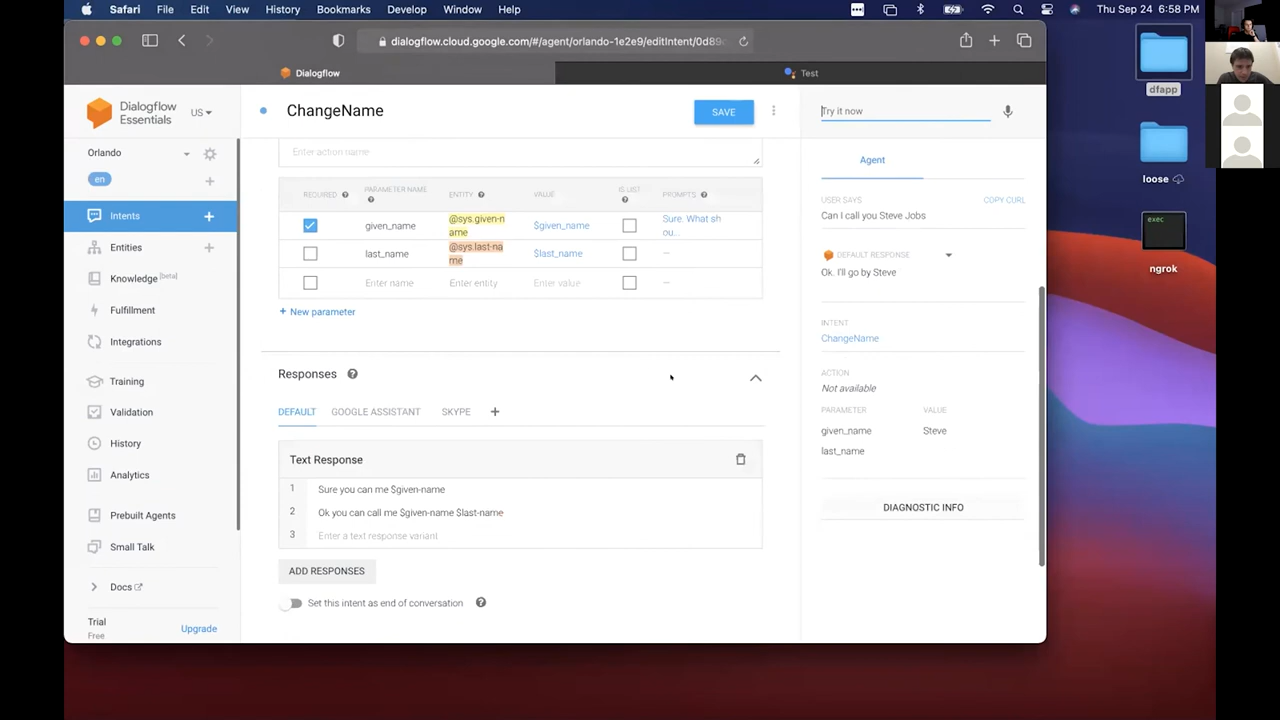 Safari File Edit View History Bookmarks Develop Window Help Thu Sep 24 6:58 PM
dialogflow.cloud.google.com/#/agent/orlando-1e2e9/editIntent/0d89
Dialogflow
Test
Dialogflow
Essentials
US
Orlando
en
Intents
Entities
Knowledge [beta]
Fulfillment
Integrations
Training
Validation
History
Analytics
Prebuilt Agents
Small Talk
Docs
Trial
Free
Upgrade
ChangeName
SAVE
Enter action name
REQUIRED PARAMETER NAME ENTITY VALUE IS LIST PROMPTS
given_name @sys.given-n
ame $given_name Sure. What sh
ou...
last_name @sys.last-na
me $last_name —
Enter name Enter entity Enter value —
+ New parameter
Responses
DEFAULT GOOGLE ASSISTANT SKYPE
Text Response
1 Sure you can me $given-name
2 Ok you can call me $given-name $last-name
3 Enter a text response variant
ADD RESPONSES
Set this intent as end of conversation
Try it now
Agent
USER SAYS COPY CURL
Can I call you Steve Jobs
DEFAULT RESPONSE
Ok. I'll go by Steve
INTENT
ChangeName
ACTION
Not available
PARAMETER VALUE
given_name Steve
last_name
DIAGNOSTIC INFO
dfapp
loose
exec
ngrok